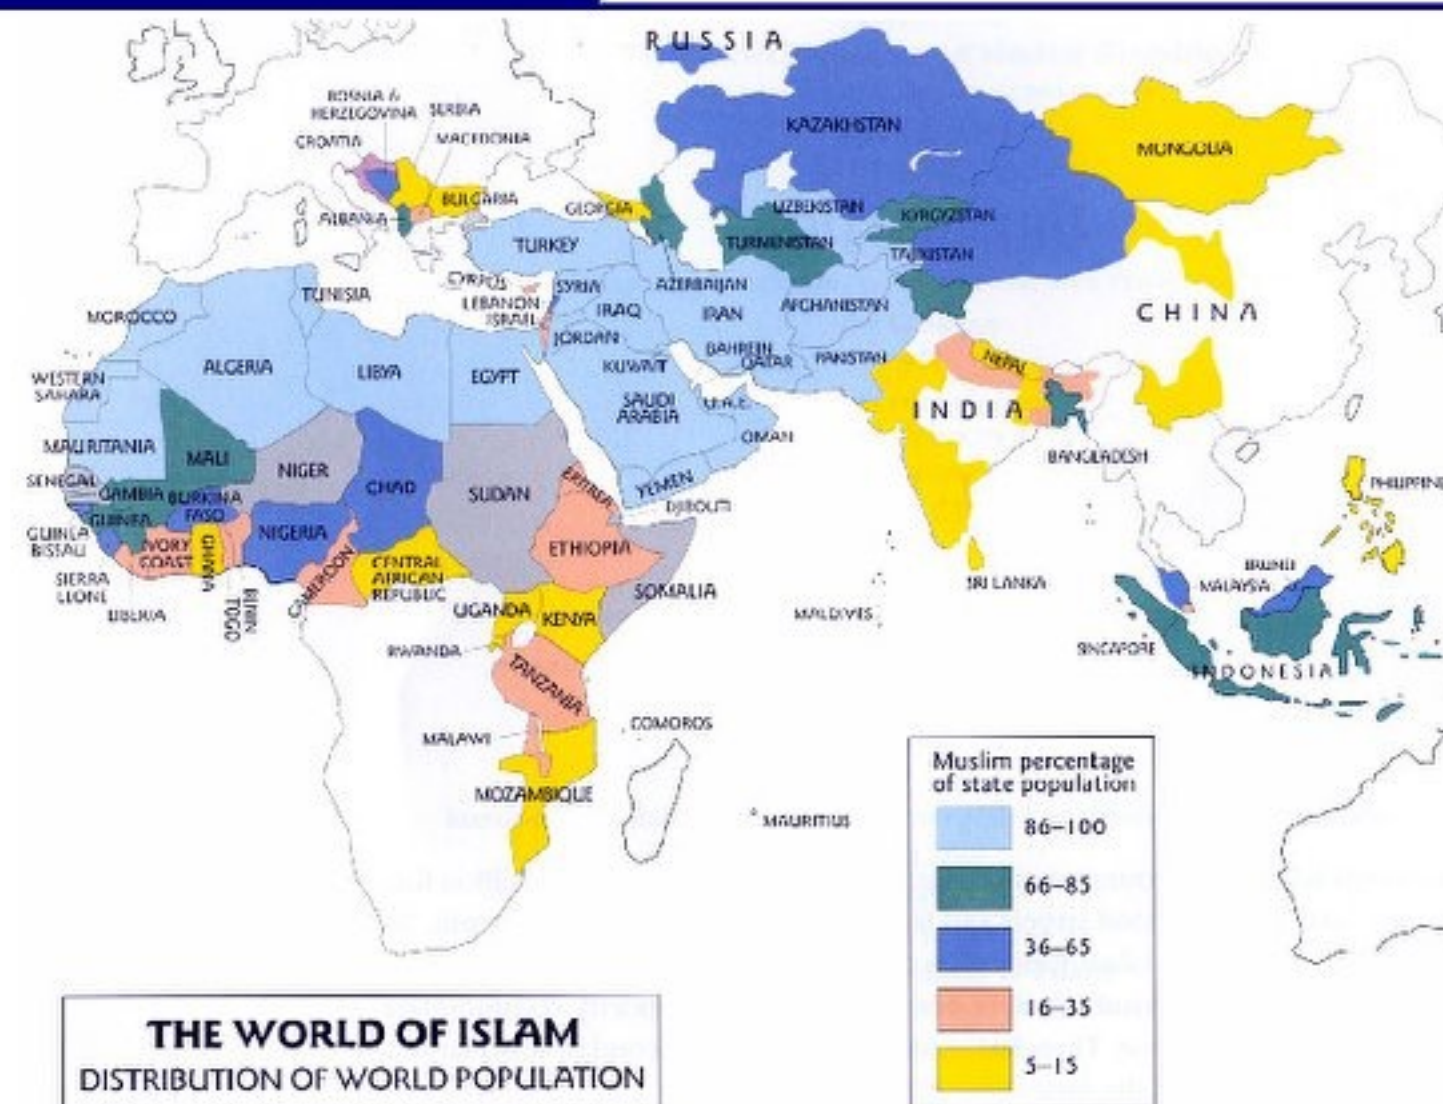 RUSSIA
BOSNIA &
HERZEGOVINA
SERBIA
MACEDONIA
CROATIA
KAZAKHSTAN
MONGOLIA
BULGARIA
ALBANIA
GEORGIA
UZBEKISTAN
KYRGYZSTAN
TURKEY
TURMENISTAN
TAJIKISTAN
CYPRUS
SYRIA
AZERBAIJAN
TUNISIA
LEBANON
ISRAEL
IRAQ
IRAN
AFGHANISTAN
CHINA
MOROCCO
JORDAN
BAHREIN
QATAR
PAKISTAN
NEPAL
ALGERIA
LIBYA
EGYPT
KUWAIT
WESTERN
SAHARA
SAUDI
ARABIA
U.A.E.
INDIA
OMAN
MAURITANIA
MALI
NIGER
CHAD
SUDAN
ERITREA
YEMEN
BANGLADESH
SENEGAL
GAMBIA
BURKINA
FASO
DJIBOUTI
PHILIPPINE
GUINEA
GUINEA
BISSAU
IVORY
COAST
GHANA
NIGERIA
CAMEROON
CENTRAL
AFRICAN
REPUBLIC
ETHIOPIA
SOMALIA
SRI LANKA
BRUNEI
MALAYSIA
SIERRA
LEONE
LIBERIA
TOGO
BENIN
UGANDA
KENYA
MALDIVES
SINGAPORE
INDONESIA
RWANDA
TANZANIA
MALAWI
COMOROS
MOZAMBIQUE
MAURITIUS
Muslim percentage
of state population
86–100
66–85
36–65
16–35
5–15
THE WORLD OF ISLAM
DISTRIBUTION OF WORLD POPULATION